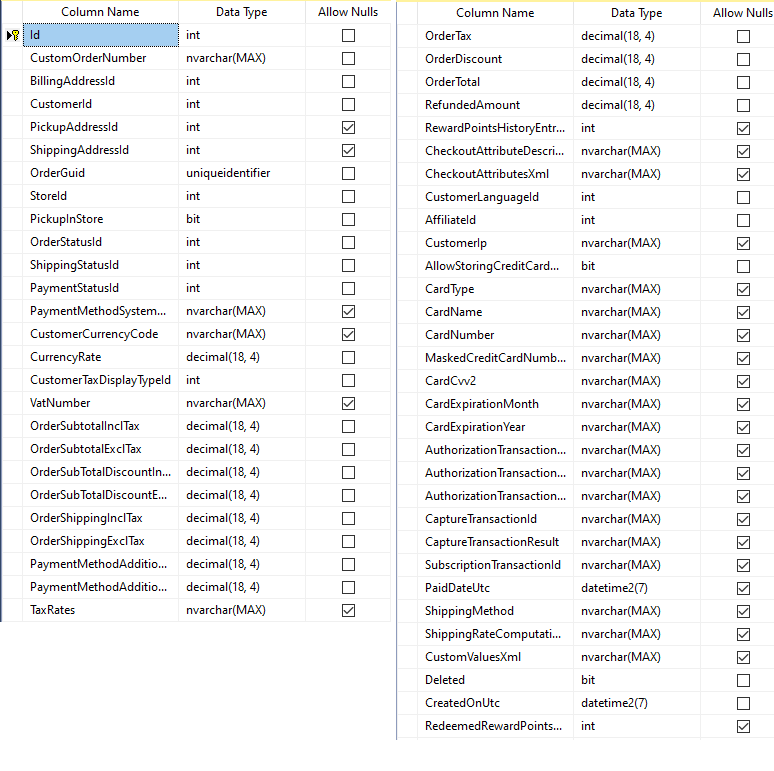 Column Name Data Type Allow Nulls
Id int
CustomOrderNumber nvarchar(MAX)
BillingAddressId int
CustomerId int
PickupAddressId int
ShippingAddressId int
OrderGuid uniqueidentifier
StoreId int
PickupInStore bit
OrderStatusId int
ShippingStatusId int
PaymentStatusId int
PaymentMethodSystem... nvarchar(MAX)
CustomerCurrencyCode nvarchar(MAX)
CurrencyRate decimal(18, 4)
CustomerTaxDisplayTypeId int
VatNumber nvarchar(MAX)
OrderSubtotalInclTax decimal(18, 4)
OrderSubtotalExclTax decimal(18, 4)
OrderSubTotalDiscountIn... decimal(18, 4)
OrderSubTotalDiscountE... decimal(18, 4)
OrderShippingInclTax decimal(18, 4)
OrderShippingExclTax decimal(18, 4)
PaymentMethodAdditio... decimal(18, 4)
PaymentMethodAdditio... decimal(18, 4)
TaxRates nvarchar(MAX)
Column Name Data Type Allow Nulls
OrderTax decimal(18, 4)
OrderDiscount decimal(18, 4)
OrderTotal decimal(18, 4)
RefundedAmount decimal(18, 4)
RewardPointsHistoryEntr... int
CheckoutAttributeDescri... nvarchar(MAX)
CheckoutAttributesXml nvarchar(MAX)
CustomerLanguageId int
AffiliateId int
CustomerIp nvarchar(MAX)
AllowStoringCreditCard... bit
CardType nvarchar(MAX)
CardName nvarchar(MAX)
CardNumber nvarchar(MAX)
MaskedCreditCardNumb... nvarchar(MAX)
CardCvv2 nvarchar(MAX)
CardExpirationMonth nvarchar(MAX)
CardExpirationYear nvarchar(MAX)
AuthorizationTransaction... nvarchar(MAX)
AuthorizationTransaction... nvarchar(MAX)
AuthorizationTransaction... nvarchar(MAX)
CaptureTransactionId nvarchar(MAX)
CaptureTransactionResult nvarchar(MAX)
SubscriptionTransactionId nvarchar(MAX)
PaidDateUtc datetime2(7)
ShippingMethod nvarchar(MAX)
ShippingRateComputati... nvarchar(MAX)
CustomValuesXml nvarchar(MAX)
Deleted bit
CreatedOnUtc datetime2(7)
RedeemedRewardPoints... int